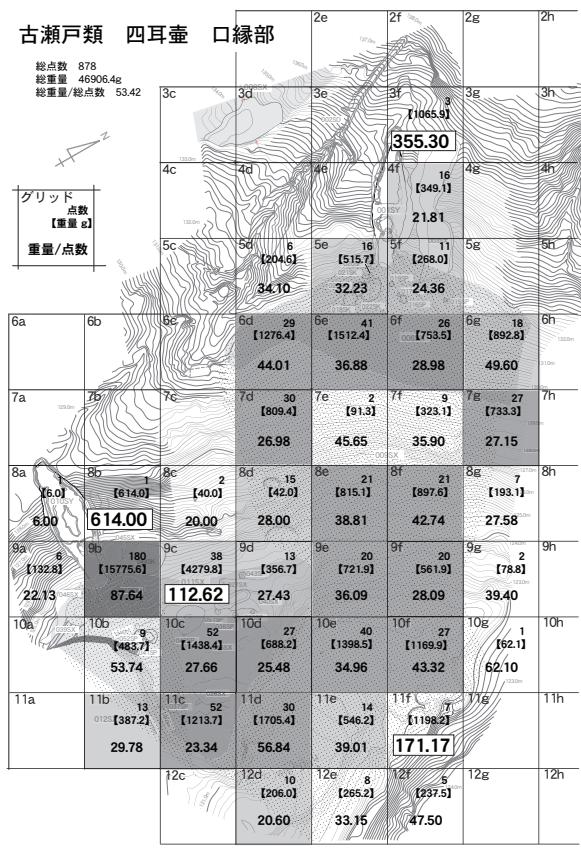 古瀬戸類　四耳壷　口縁部
総点数　878
総重量　46906.4g
総重量/総点数　53.42
グリッド
点数
【重量 g】
重量/点数
2e 2f 2g 2h
3c 3d 3e 3f 3g 3h
3
【1065.9】
355.30
4c 4d 4e 4f 4g 4h
16
【349.1】
21.81
5c 5d 5e 5f 5g 5h
6 16 11
【204.6】 【515.7】 【268.0】
34.10 32.23 24.36
6a 6b 6c 6d 6e 6f 6g 6h
29 41 26 18
【1276.4】 【1512.4】 【753.5】 【892.8】
44.01 36.88 28.98 49.60
7a 7b 7c 7d 7e 7f 7g 7h
30 2 9 27
【809.4】 【91.3】 【323.1】 【733.3】
26.98 45.65 35.90 27.15
8a 8b 8c 8d 8e 8f 8g 8h
1 1 2 15 21 21 7
【6.0】 【614.0】 【40.0】 【42.0】 【815.1】 【897.6】 【193.1】
6.00 614.00 20.00 28.00 38.81 42.74 27.58
9a 9b 9c 9d 9e 9f 9g 9h
6 180 38 13 20 20 2
【132.8】 【15775.6】 【4279.8】 【356.7】 【721.9】 【561.9】 【78.8】
22.13 87.64 112.62 27.43 36.09 28.09 39.40
10a 10b 10c 10d 10e 10f 10g 10h
9 52 27 40 27 1
【483.7】 【1438.4】 【688.2】 【1398.5】 【1169.9】 【62.1】
53.74 27.66 25.48 34.96 43.32 62.10
11a 11b 11c 11d 11e 11f 11g 11h
13 52 30 14 7
【387.2】 【1213.7】 【1705.4】 【546.2】 【1198.2】
29.78 23.34 56.84 39.01 171.17
12c 12d 12e 12f 12g 12h
10 8 5
【206.0】 【265.2】 【237.5】
20.60 33.15 47.50